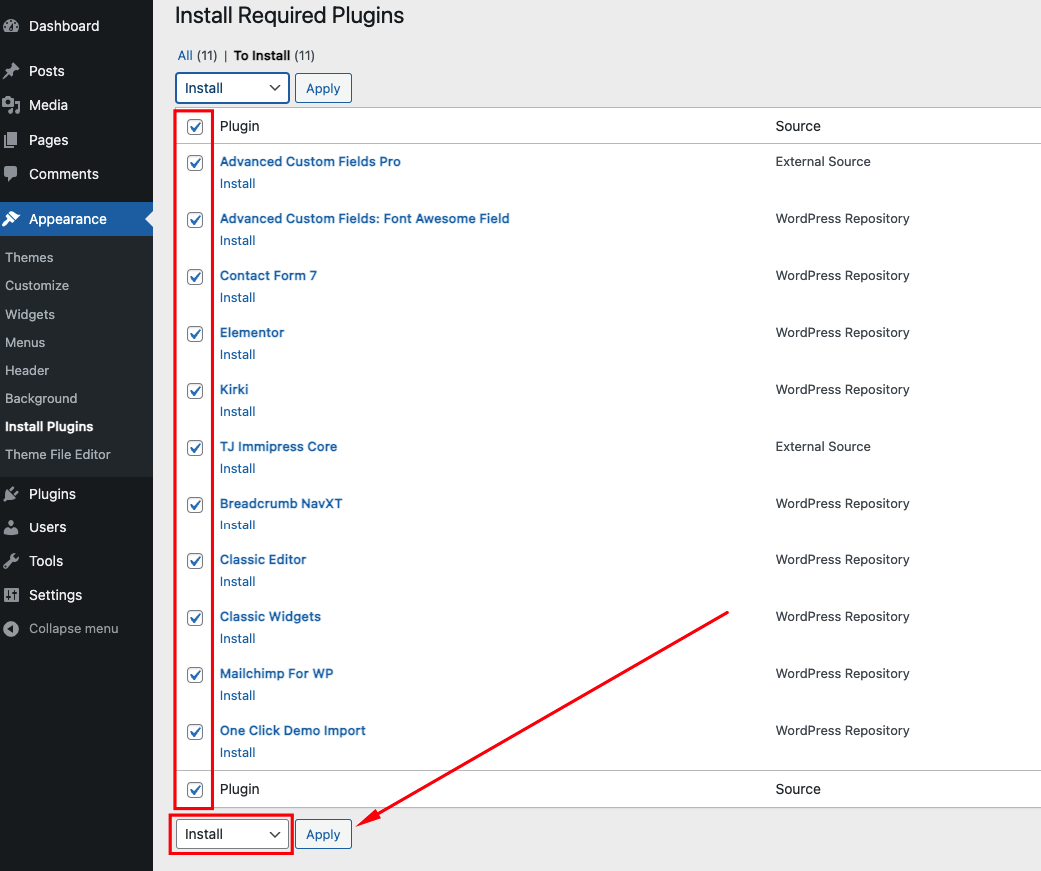 Dashboard
Posts
Media
Pages
Comments
Appearance
Themes
Customize
Widgets
Menus
Header
Background
Install Plugins
Theme File Editor
Plugins
Users
Tools
Settings
Collapse menu
Install Required Plugins
All (11) | To Install (11)
Install Apply
Plugin Source
Advanced Custom Fields Pro External Source
Install
Advanced Custom Fields: Font Awesome Field WordPress Repository
Install
Contact Form 7 WordPress Repository
Install
Elementor WordPress Repository
Install
Kirki WordPress Repository
Install
TJ Immipress Core External Source
Install
Breadcrumb NavXT WordPress Repository
Install
Classic Editor WordPress Repository
Install
Classic Widgets WordPress Repository
Install
Mailchimp For WP WordPress Repository
Install
One Click Demo Import WordPress Repository
Install
Plugin Source
Install Apply